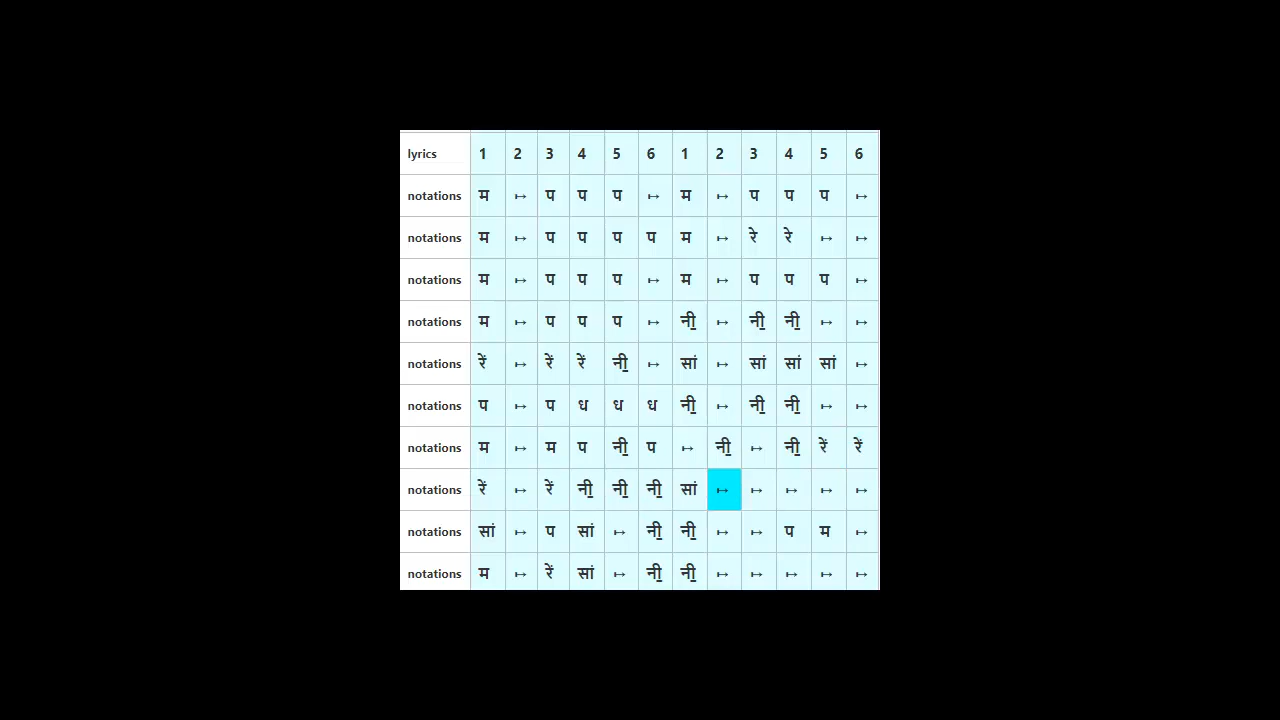 lyrics 1 2 3 4 5 6 1 2 3 4 5 6
notations म ↦ प प प ↦ म ↦ प प प ↦
notations म ↦ प प प प म ↦ रे रे ↦ ↦
notations म ↦ प प प ↦ म ↦ प प प ↦
notations म ↦ प प प ↦ नी॒ ↦ नी॒ नी॒ ↦ ↦
notations रें ↦ रें रें नी॒ ↦ सां ↦ सां सां सां ↦
notations प ↦ प ध ध ध नी॒ ↦ नी॒ नी॒ ↦ ↦
notations म ↦ म प नी॒ प ↦ नी॒ ↦ नी॒ रें रें
notations रें ↦ रें नी॒ नी॒ नी॒ सां ↦ ↦ ↦ ↦ ↦
notations सां ↦ प सां ↦ नी॒ नी॒ ↦ ↦ प म ↦
notations म ↦ रें सां ↦ नी॒ नी॒ ↦ ↦ ↦ ↦ ↦